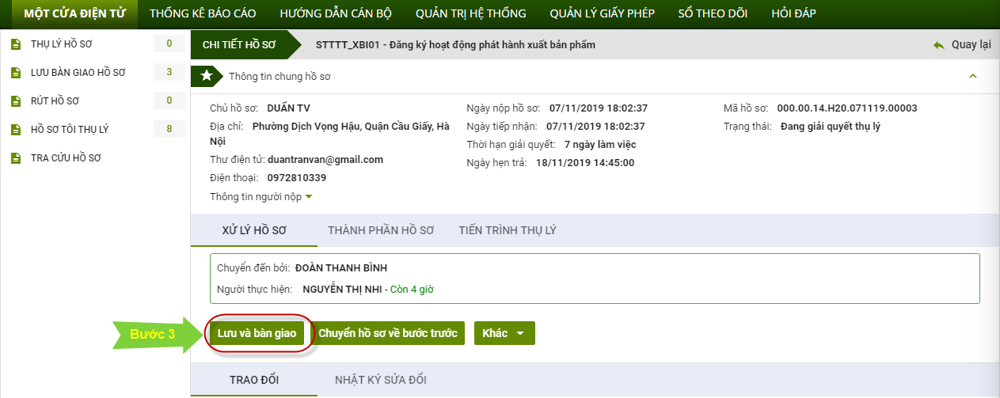 MỘT CỬA ĐIỆN TỬ THỐNG KÊ BÁO CÁO HƯỚNG DẪN CÁN BỘ QUẢN TRỊ HỆ THỐNG QUẢN LÝ GIẤY PHÉP SỔ THEO DÕI HỎI ĐÁP
THỤ LÝ HỒ SƠ 0
LƯU BÀN GIAO HỒ SƠ 3
RÚT HỒ SƠ 0
HỒ SƠ TÔI THỤ LÝ 8
TRA CỨU HỒ SƠ
CHI TIẾT HỒ SƠ STTTT_XBI01 - Đăng ký hoạt động phát hành xuất bản phẩm Quay lại
Thông tin chung hồ sơ
Chủ hồ sơ: DUẨN TV
Địa chỉ: Phường Dịch Vọng Hậu, Quận Cầu Giấy, Hà
Nội
Thư điện tử: duantranvan@gmail.com
Điện thoại: 0972810339
Thông tin người nộp
Ngày nộp hồ sơ: 07/11/2019 18:02:37
Ngày tiếp nhận: 07/11/2019 18:02:37
Thời hạn giải quyết: 7 ngày làm việc
Ngày hẹn trả: 18/11/2019 14:45:00
Mã hồ sơ: 000.00.14.H20.071119.00003
Trạng thái: Đang giải quyết thụ lý
XỬ LÝ HỒ SƠ THÀNH PHẦN HỒ SƠ TIẾN TRÌNH THỤ LÝ
Chuyển đến bởi: ĐOÀN THANH BÌNH
Người thực hiện: NGUYỄN THỊ NHI - Còn 4 giờ
Bước 3 Lưu và bàn giao Chuyển hồ sơ về bước trước Khác
TRAO ĐỔI NHẬT KÝ SỬA ĐỔI